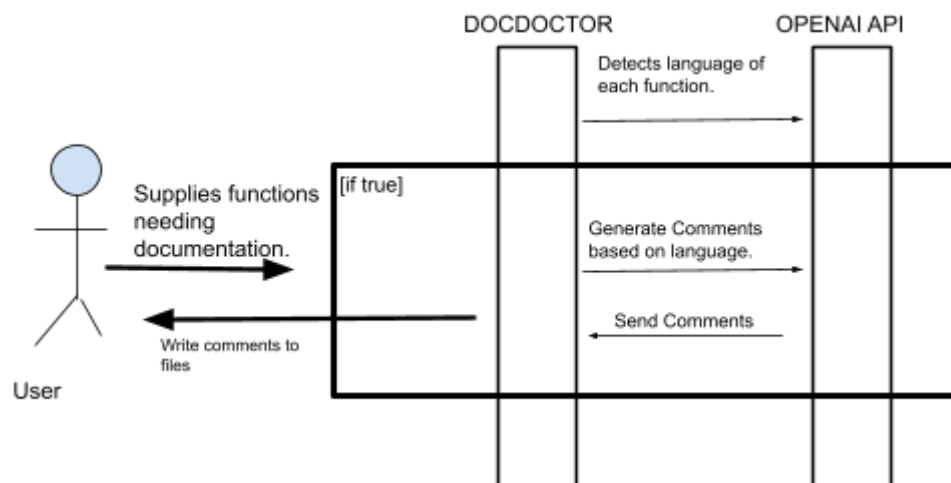 DOCDOCTOR
OPENAI API
Detects language of
each function.
[if true]
Supplies functions
needing
documentation.
Generate Comments
based on language.
Send Comments
Write comments to
files
User